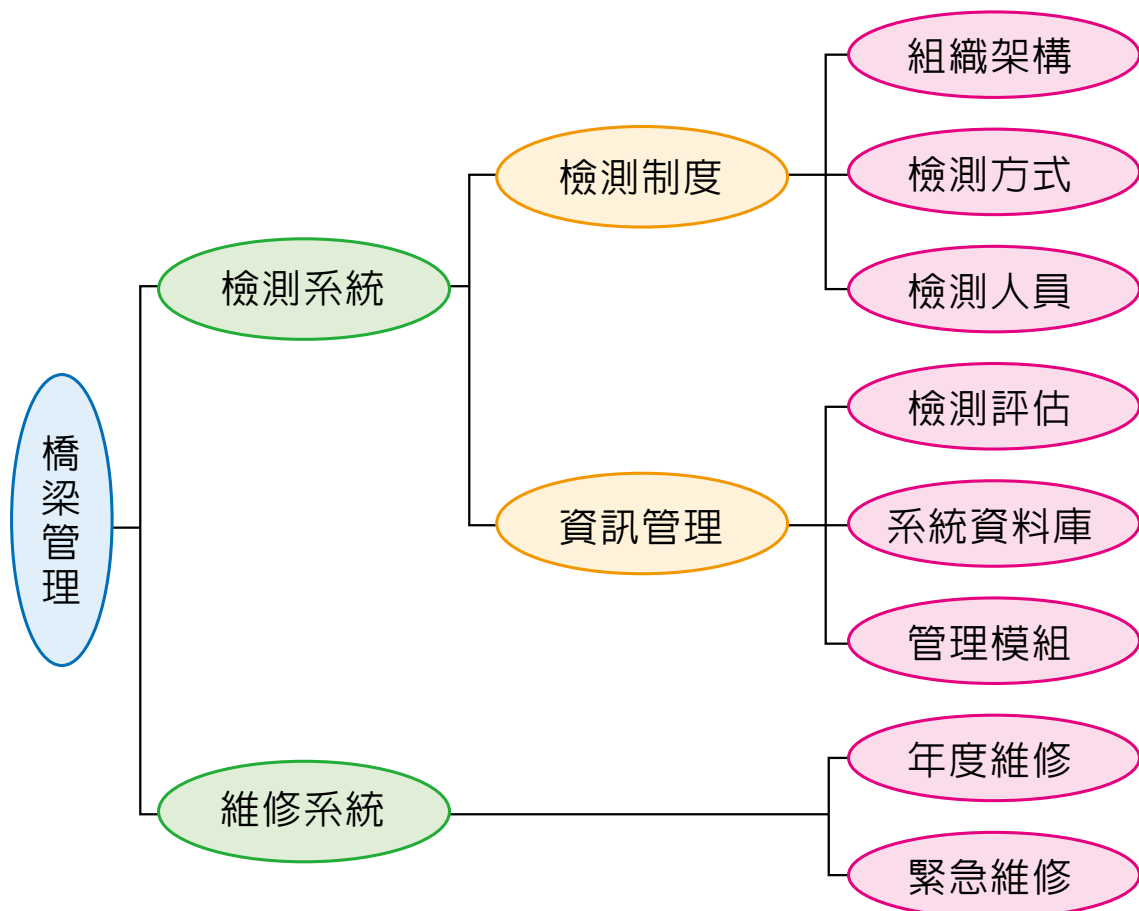 橋梁管理
檢測系統
維修系統
檢測制度
資訊管理
組織架構
檢測方式
檢測人員
檢測評估
系統資料庫
管理模組
年度維修
緊急維修